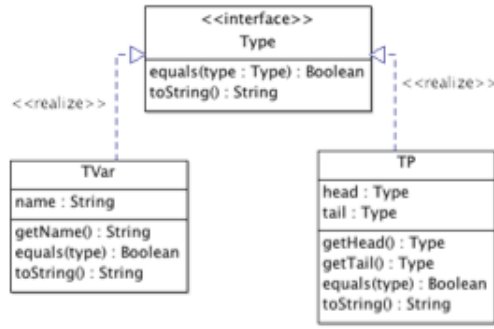 <<interface>>
Type
equals(type : Type) : Boolean
toString() : String
<<realize>>
<<realize>>
TVar
name : String
getName() : String
equals(type) : Boolean
toString() : String
TP
head : Type
tail : Type
getHead() : Type
getTail() : Type
equals(type) : Boolean
toString() : String